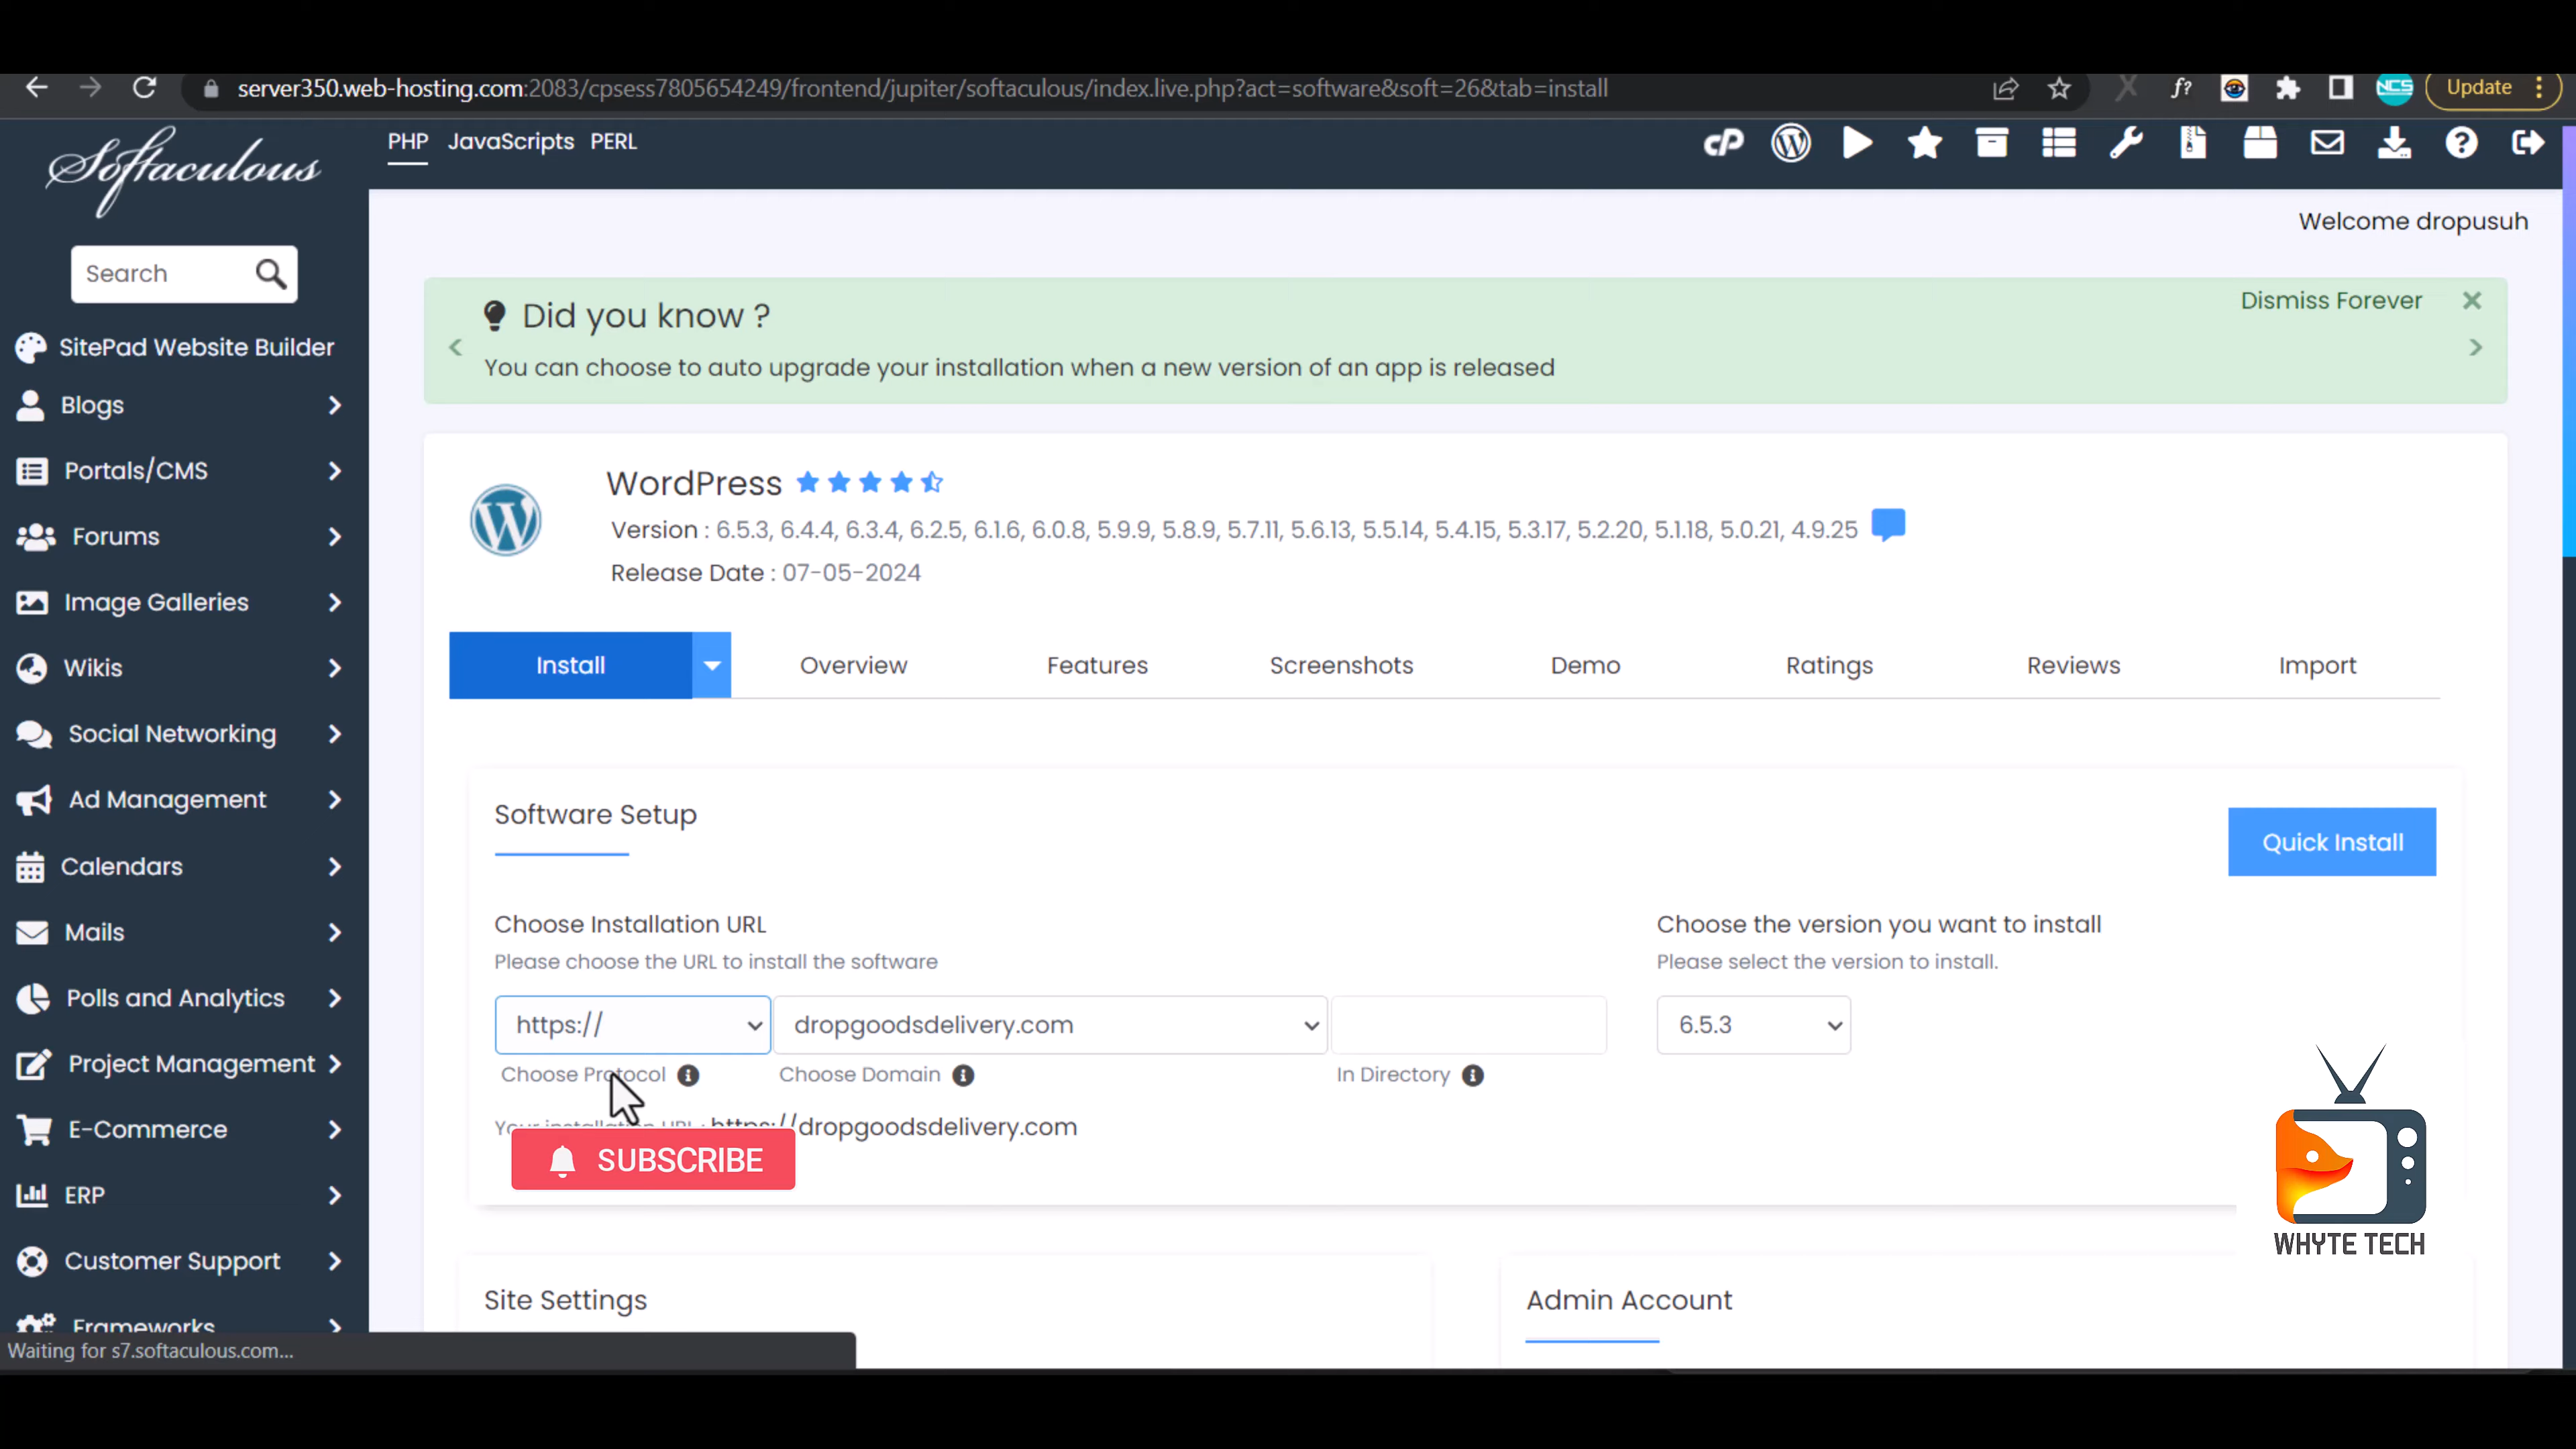 server350.web-hosting.com:2083/cpsess7805654249/frontend/jupiter/softaculous/index.live.php?act=software&soft=26&tab=install
f?
NCS
Update
Softaculous
PHP JavaScripts PERL
cP
Welcome dropusuh
Search
Did you know ?
Dismiss Forever
You can choose to auto upgrade your installation when a new version of an app is released
SitePad Website Builder
Blogs
Portals/CMS
Forums
Image Galleries
Wikis
Social Networking
Ad Management
Calendars
Mails
Polls and Analytics
Project Management
E-Commerce
ERP
Customer Support
Frameworks
WordPress
Version : 6.5.3, 6.4.4, 6.3.4, 6.2.5, 6.1.6, 6.0.8, 5.9.9, 5.8.9, 5.7.11, 5.6.13, 5.5.14, 5.4.15, 5.3.17, 5.2.20, 5.1.18, 5.0.21, 4.9.25
Release Date : 07-05-2024
Install Overview Features Screenshots Demo Ratings Reviews Import
Software Setup
Quick Install
Choose Installation URL
Please choose the URL to install the software
https:// dropgoodsdelivery.com
Choose Protocol Choose Domain In Directory
Your installation URL : https://dropgoodsdelivery.com
Choose the version you want to install
Please select the version to install.
6.5.3
SUBSCRIBE
WHYTE TECH
Site Settings
Admin Account
Waiting for s7.softaculous.com...